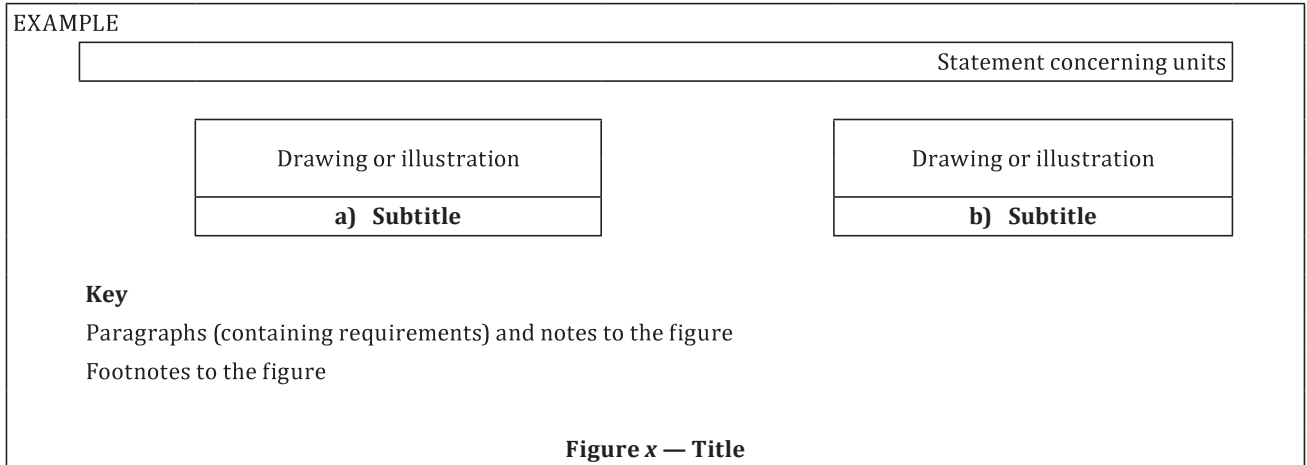 EXAMPLE
Statement concerning units
Drawing or illustration
a) Subtitle
Drawing or illustration
b) Subtitle
Key
Paragraphs (containing requirements) and notes to the figure
Footnotes to the figure
Figure x — Title